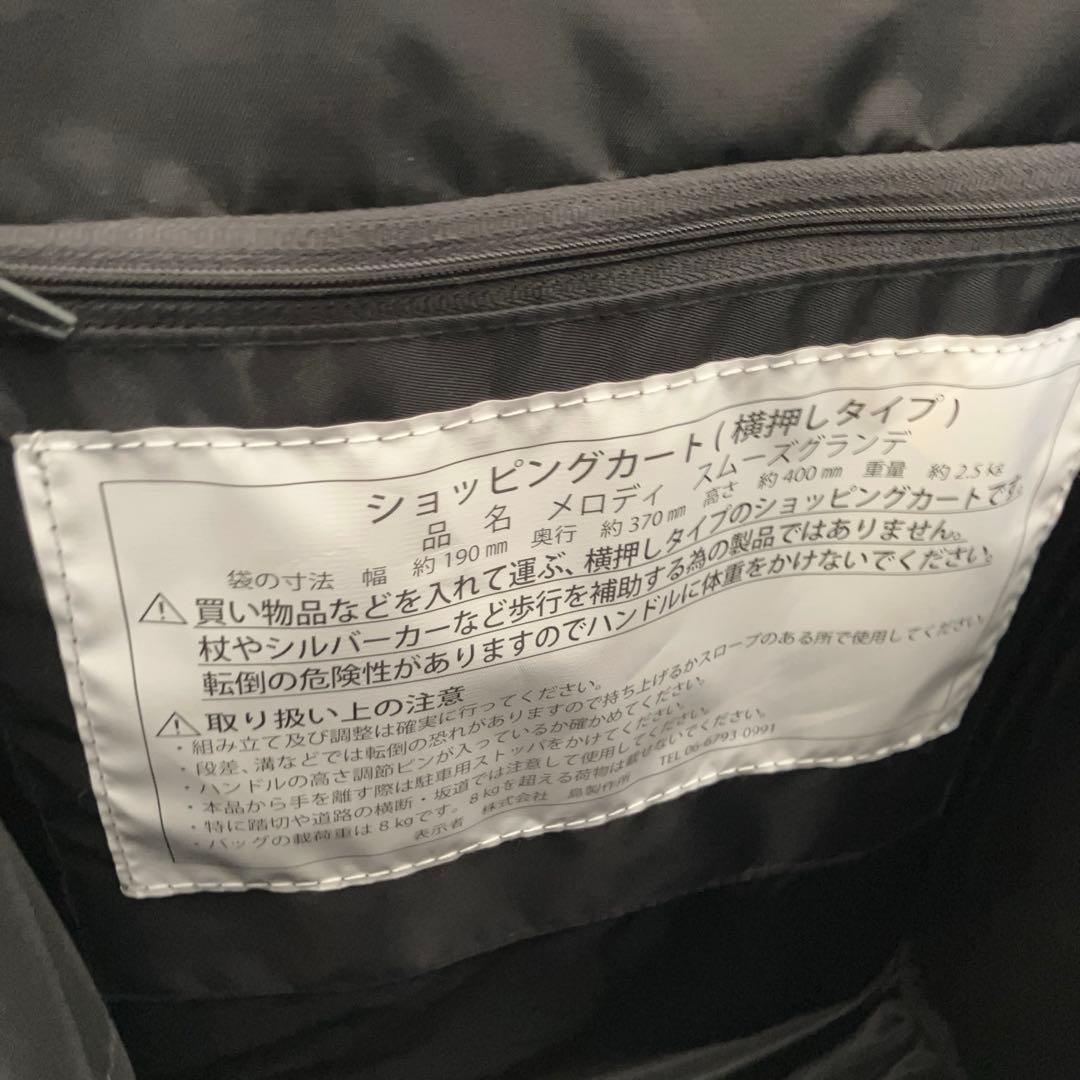 ショッピングカート(横押しタイプ)
品 名 メロディ スムーズグランデ
袋の寸法 幅 約190㎜ 奥行 約370㎜ 高さ 約400㎜ 重量 約2.5㎏
買い物品などを入れて運ぶ、横押しタイプのショッピングカートです。
杖やシルバーカーなど歩行を補助する為の製品ではありません。
転倒の危険性がありますのでハンドルに体重をかけないでください。
取り扱い上の注意
・組み立て及び調整は確実に行ってください。
・段差、溝などでは転倒の恐れがありますので持ち上げるかスロープのある所で使用してください。
・ハンドルの高さ調節ピンが入っているか確かめてください。
・本品から手を離す際は駐車用ストッパをかけてください。
・特に踏切や道路の横断・坂道では注意して使用してください。
・バッグの載荷重は8㎏です。8㎏を超える荷物は載せないでください。
表示者 株式会社 島製作所 TEL 06-6793-0991